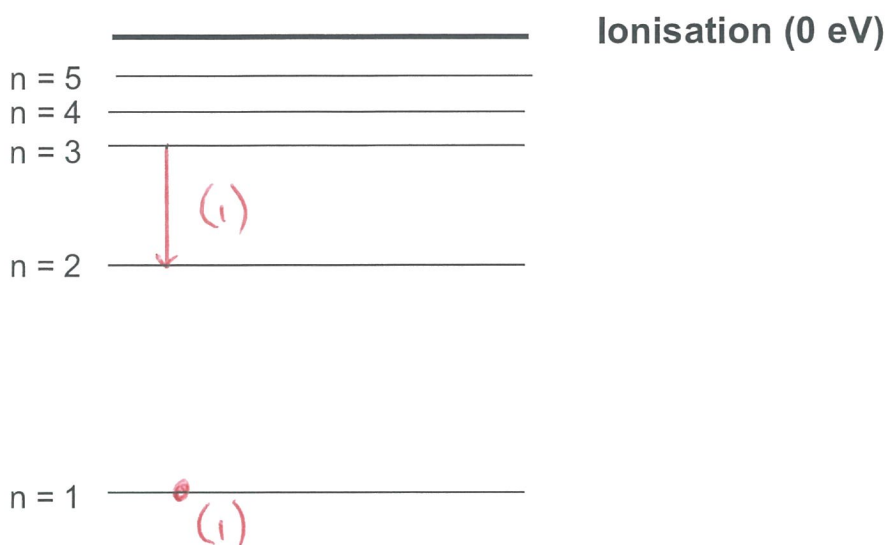 Ionisation (0 eV)
n = 5
n = 4
n = 3
(1)
n = 2
n = 1
(1)